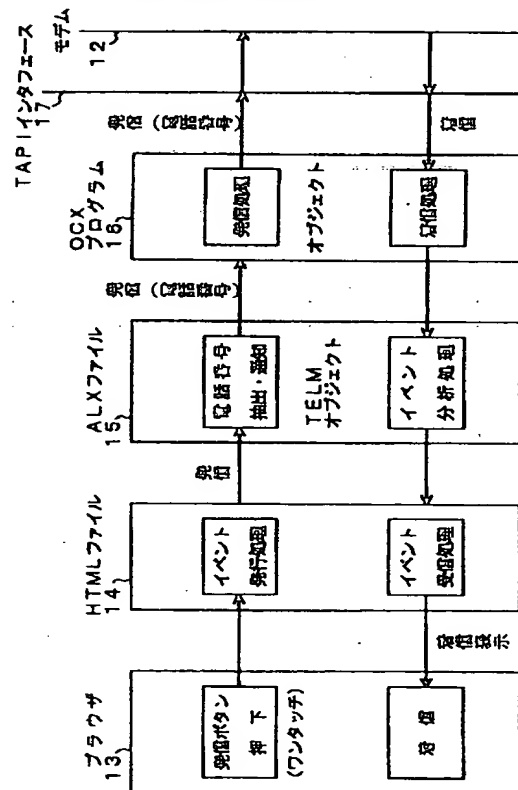 ブラウザ
13
発信ボタン
押下
(ワンタッチ)
着信
HTMLファイル
14
イベント
発行処理
イベント
受信処理
着信表示
発信
ALXファイル
15
電話番号
抽出・通知
TELM
オブジェクト
イベント
分析処理
発信(電話番号)
OCX
プログラム
16
発信処理
オブジェクト
着信処理
発信(電話番号)
着信
TAPIインタフェース
17
モデム
12